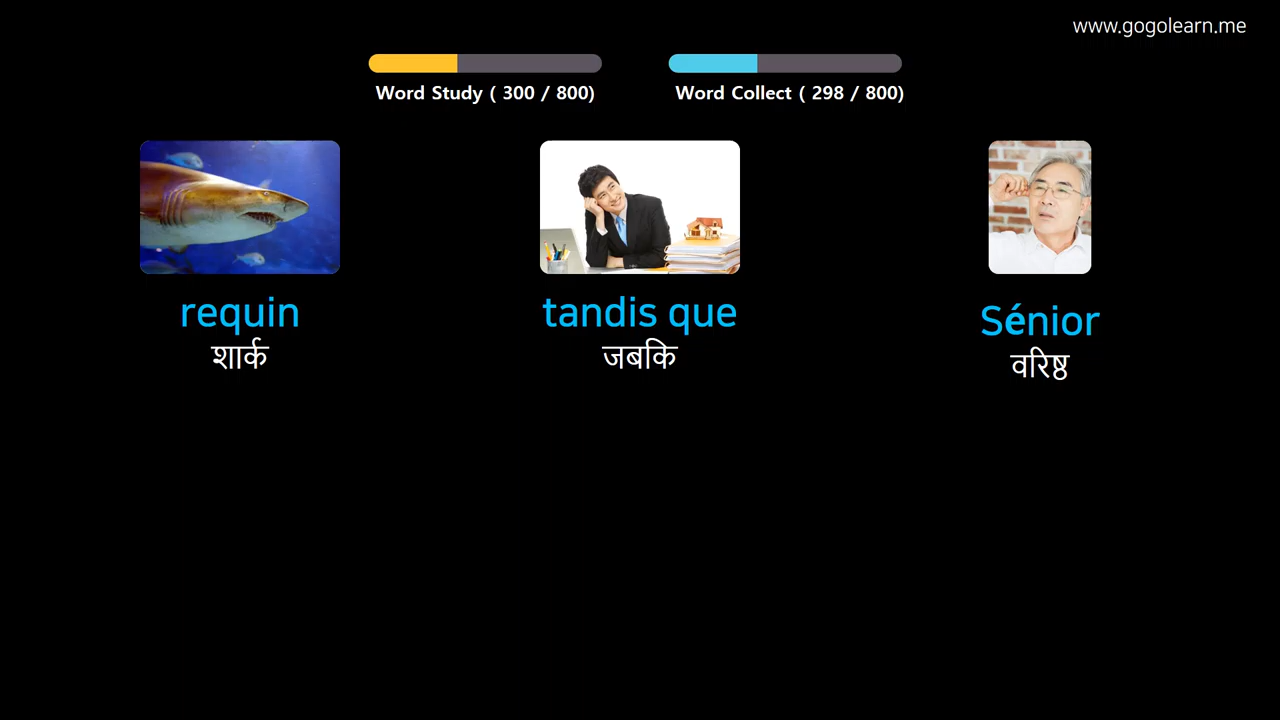 www.gogolearn.me
Word Study ( 300 / 800)
Word Collect ( 298 / 800)
requin
शार्क
tandis que
जबकि
Sénior
वरिष्ठ